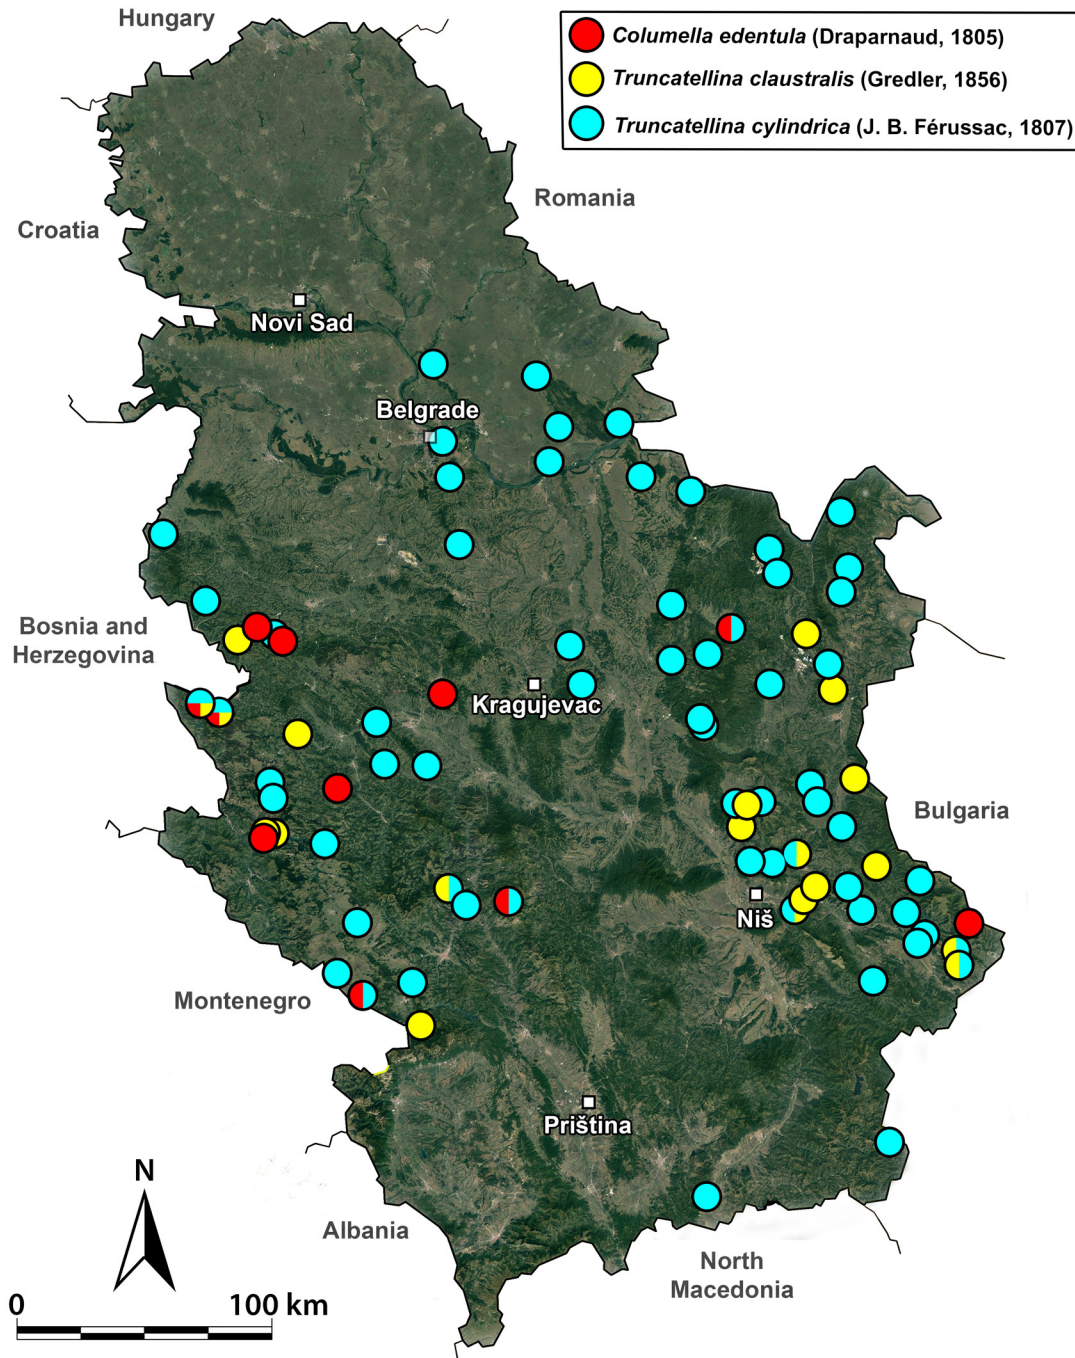 Hungary
Columella edentula (Draparnaud, 1805)
Truncatellina claustralis (Gredler, 1856)
Truncatellina cylindrica (J. B. Férussac, 1807)
Romania
Croatia
Novi Sad
Belgrade
Bosnia and
Herzegovina
Kragujevac
Bulgaria
Niš
Montenegro
Priština
N
Albania
North
Macedonia
0
100 km